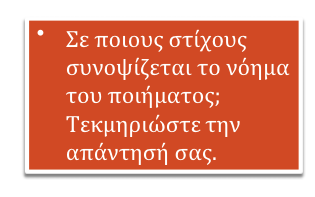 • Σε ποιους στίχους
συνοψίζεται το νόημα
του ποιήματος;
Τεκμηριώστε την
απάντησή σας.